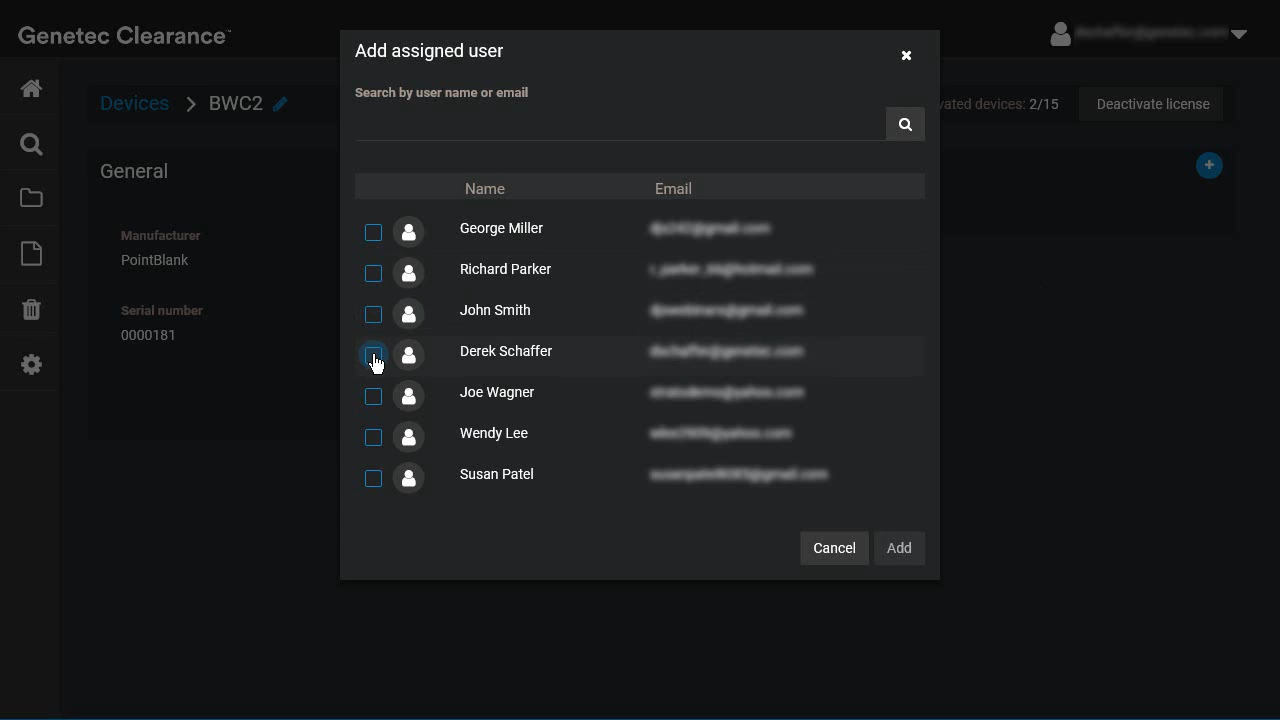 Genetec Clearance™
Add assigned user
Search by user name or email
Devices > BWC2
vated devices: 2/15
Deactivate license
General
Name Email
George Miller
Manufacturer
PointBlank
Richard Parker
Serial number
0000181
John Smith
Derek Schaffer
Joe Wagner
Wendy Lee
Susan Patel
Cancel
Add